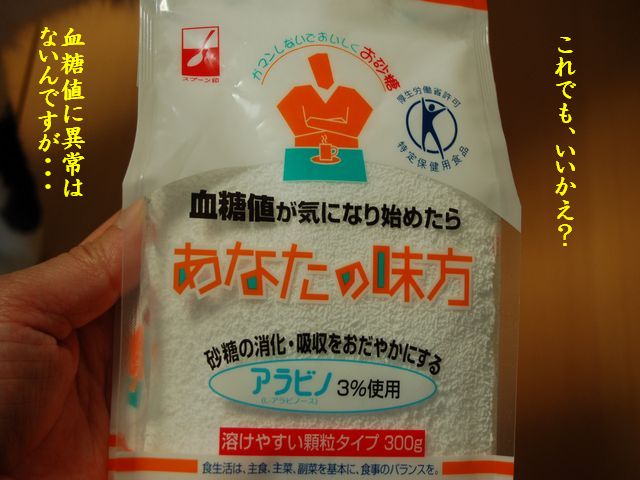 これでも、いいかえ？
血糖値に異常は
ないんですが・・・
スプーン印
ガマンしないでおいしくお砂糖
厚生労働省許可
特定保健用食品
血糖値が気になり始めたら
あなたの味方
砂糖の消化・吸収をおだやかにする
アラビノ 3%使用
(L-アラビノース)
溶けやすい顆粒タイプ 300g
食生活は、主食、主菜、副菜を基本に、食事のバランスを。